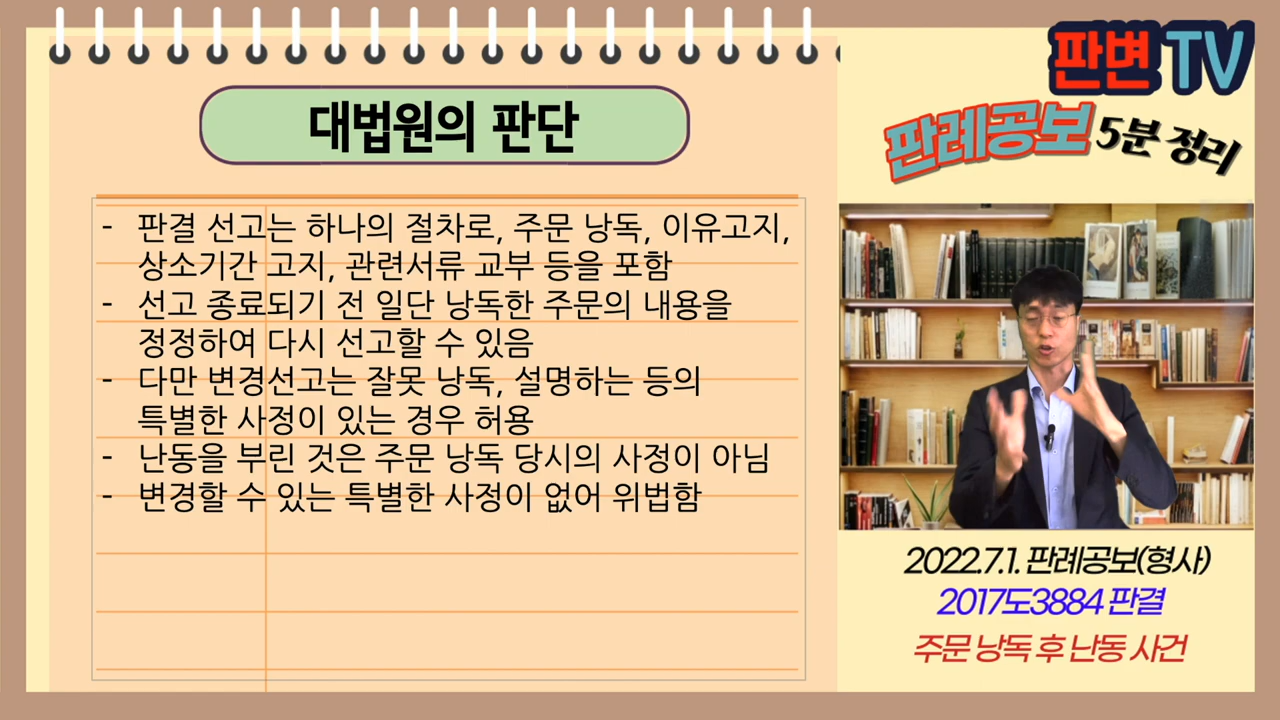 판변 TV
판례공보 5분 정리
대법원의 판단
- 판결 선고는 하나의 절차로, 주문 낭독, 이유고지,
상소기간 고지, 관련서류 교부 등을 포함
- 선고 종료되기 전 일단 낭독한 주문의 내용을
정정하여 다시 선고할 수 있음
- 다만 변경선고는 잘못 낭독, 설명하는 등의
특별한 사정이 있는 경우 허용
- 난동을 부린 것은 주문 낭독 당시의 사정이 아님
- 변경할 수 있는 특별한 사정이 없어 위법함
2022.7.1. 판례공보(형사)
2017도3884 판결
주문 낭독 후 난동 사건